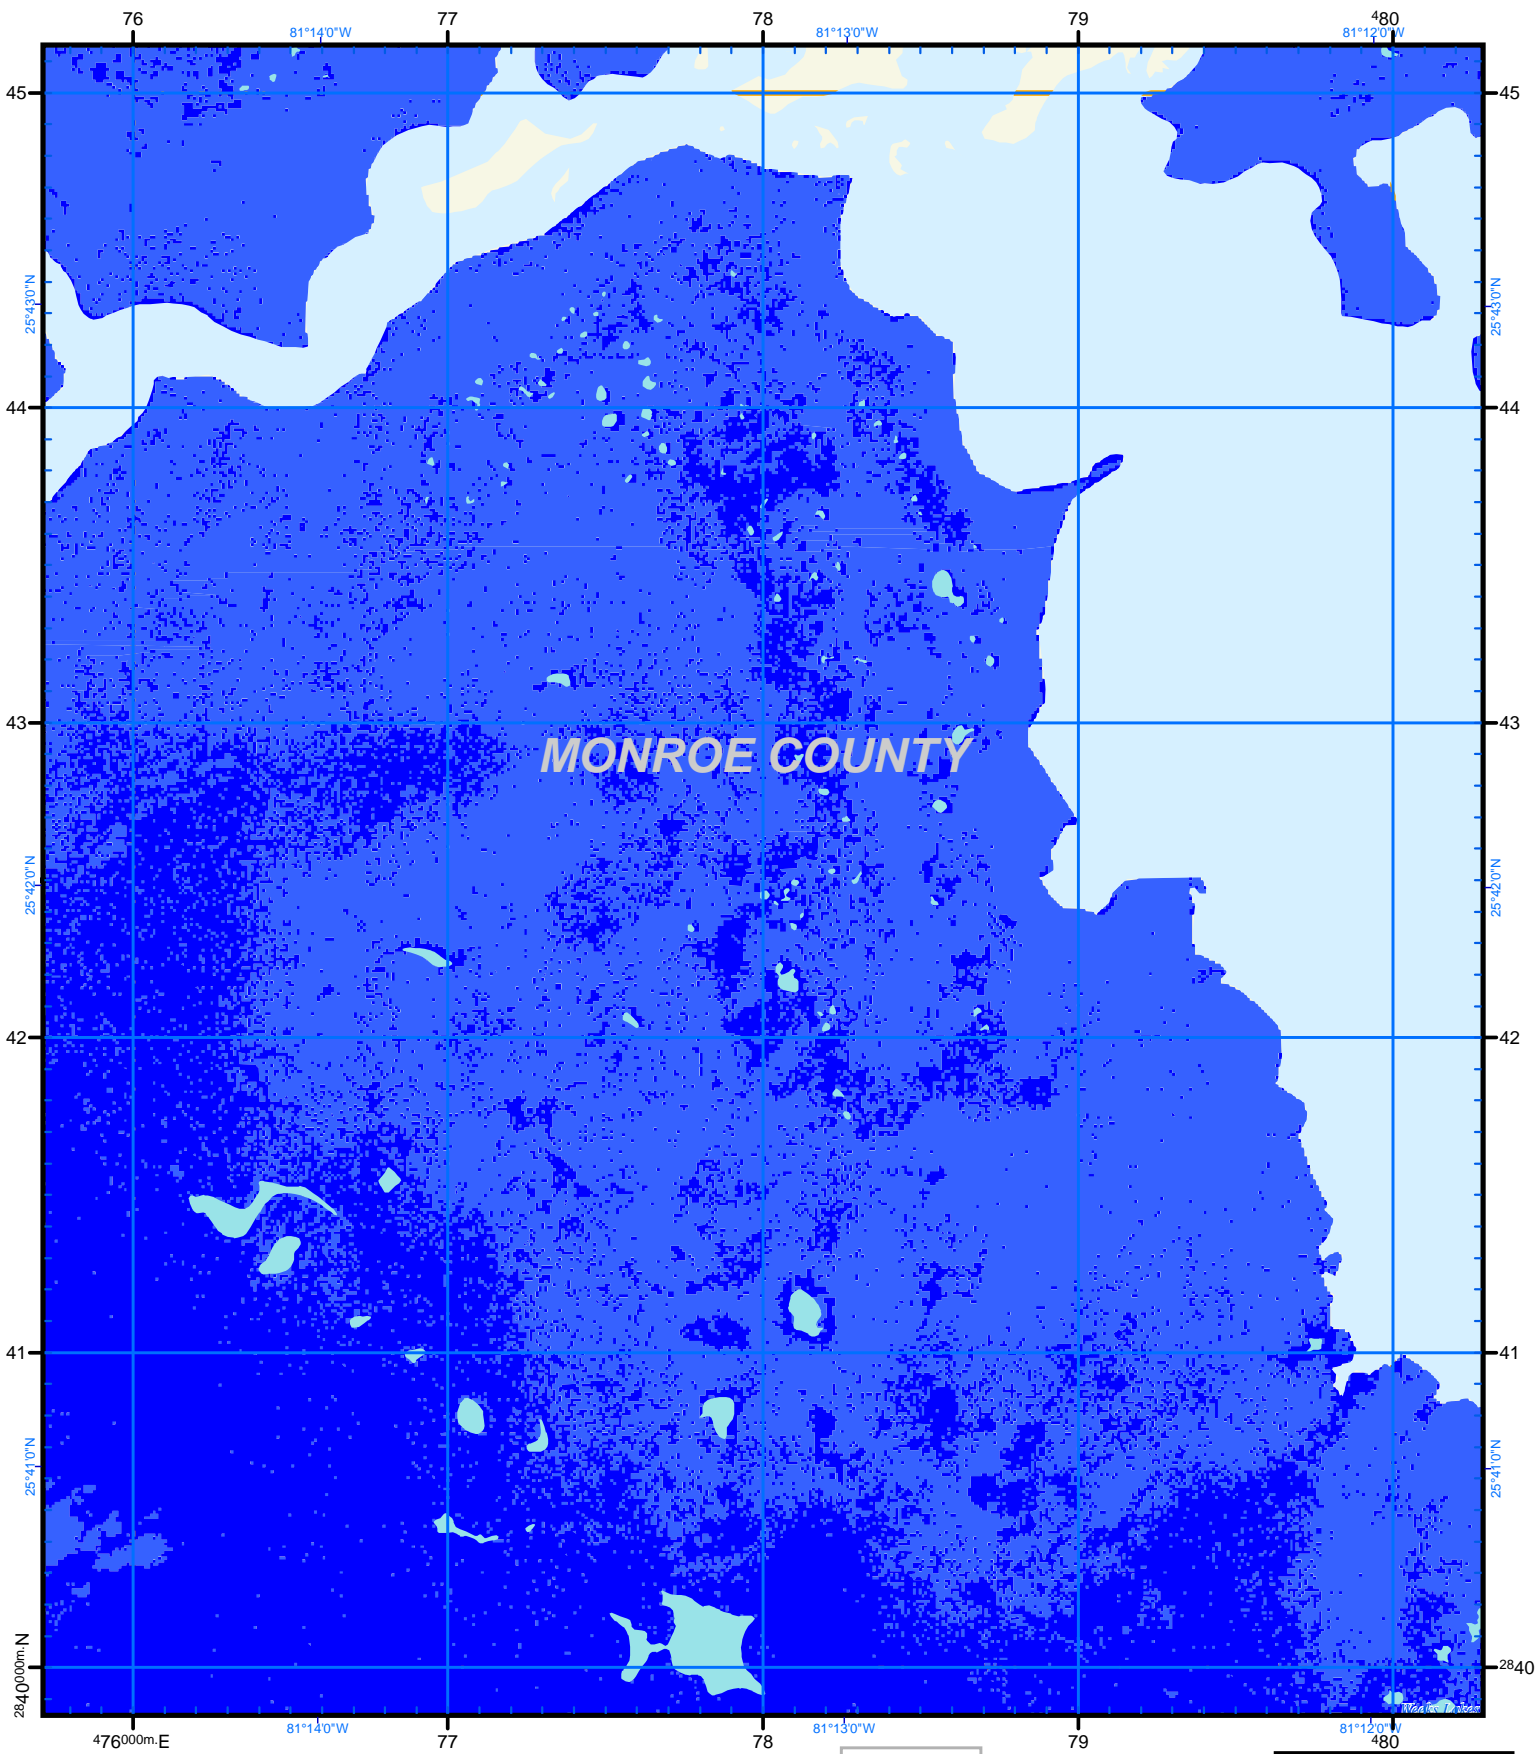 76 77 78 79 480
81°14'0"W 81°13'0"W 81°12'0"W
45 45
25°43'0"N 25°43'0"N
44 44
43 43
MONROE COUNTY
25°42'0"N 25°42'0"N
42 42
41 41
25°41'0"N 25°41'0"N
2840000m.N 2840
Weeks Lakes
81°14'0"W 81°13'0"W 81°12'0"W
476000m.E 77 78 79 480